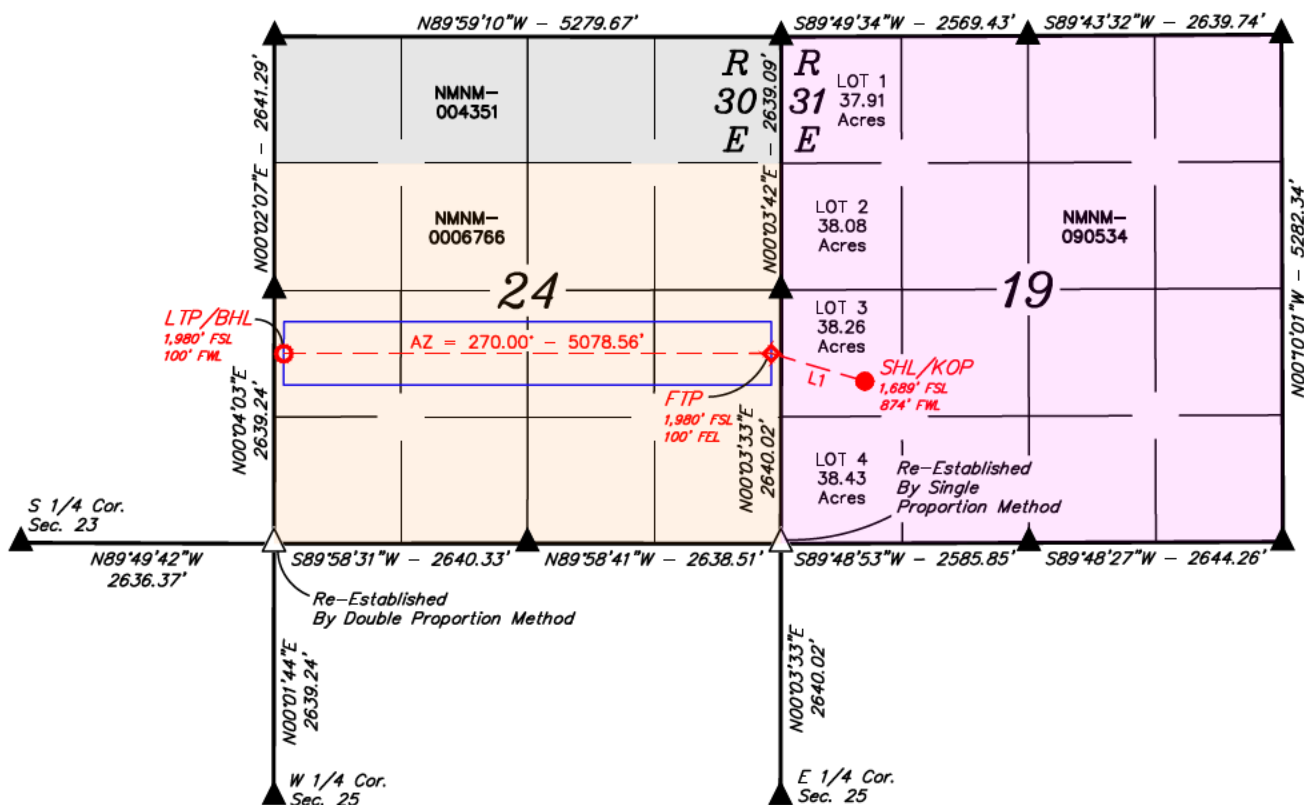 N89°59'10"W - 5279.67'
S89°49'34"W - 2569.43'
S89°43'32"W - 2639.74'
N00°02'07"E - 2641.29'
NMNM-
004351
R
30
E
N00°03'42"E - 2639.09'
R
31
E
LOT 1
37.91
Acres
NMNM-
0006766
LOT 2
38.08
Acres
NMNM-
090534
N00°10'01"W - 5282.34'
24
19
LTP/BHL
1,980' FSL
100' FWL
AZ = 270.00° - 5078.56'
LOT 3
38.26
Acres
L1
SHL/KOP
1,689' FSL
874' FWL
FTP
1,980' FSL
100' FEL
N00°04'03"E
2639.24'
N00°03'33"E
2640.02'
LOT 4
38.43
Acres
Re-Established
By Single
Proportion Method
S 1/4 Cor.
Sec. 23
N89°49'42"W
2636.37'
S89°58'31"W - 2640.33'
N89°58'41"W - 2638.51'
S89°48'53"W - 2585.85'
S89°48'27"W - 2644.26'
Re-Established
By Double Proportion Method
N00°01'44"E
2639.24'
N00°03'33"E
2640.02'
W 1/4 Cor.
Sec. 25
E 1/4 Cor.
Sec. 25